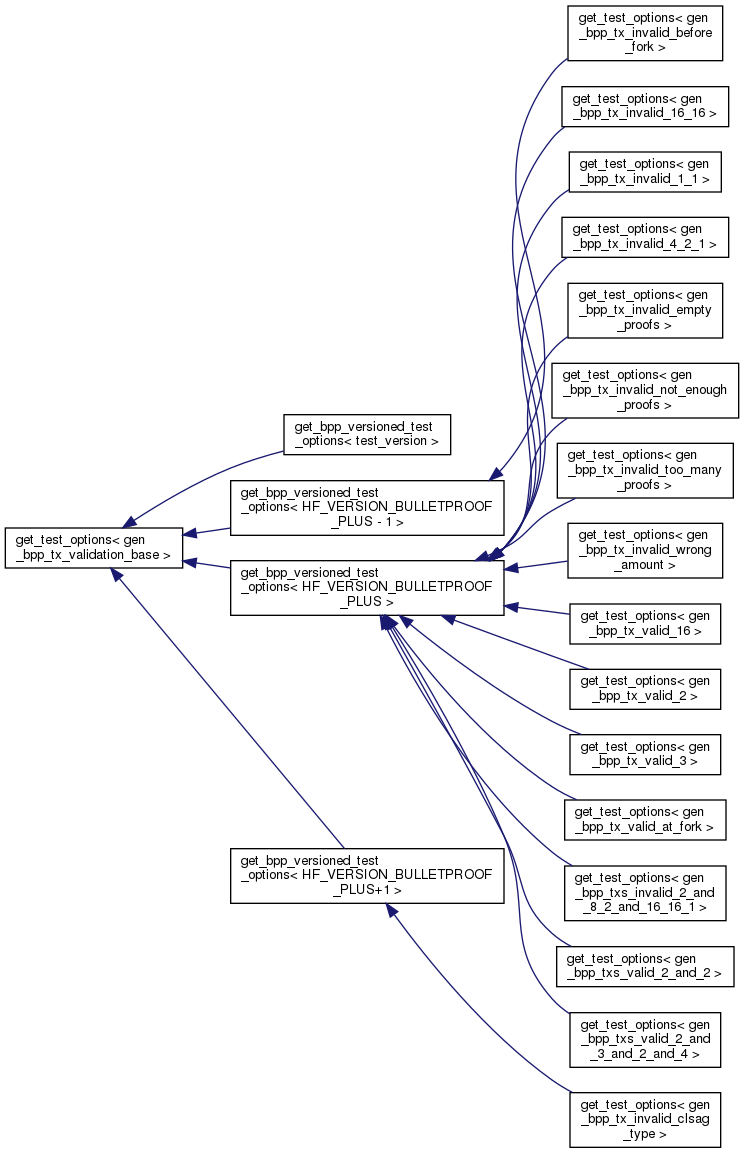 get_test_options< gen
_bpp_tx_validation_base >
get_bpp_versioned_test
_options< test_version >
get_bpp_versioned_test
_options< HF_VERSION_BULLETPROOF
_PLUS - 1 >
get_bpp_versioned_test
_options< HF_VERSION_BULLETPROOF
_PLUS >
get_bpp_versioned_test
_options< HF_VERSION_BULLETPROOF
_PLUS+1 >
get_test_options< gen
_bpp_tx_invalid_before
_fork >
get_test_options< gen
_bpp_tx_invalid_16_16 >
get_test_options< gen
_bpp_tx_invalid_1_1 >
get_test_options< gen
_bpp_tx_invalid_4_2_1 >
get_test_options< gen
_bpp_tx_invalid_empty
_proofs >
get_test_options< gen
_bpp_tx_invalid_not_enough
_proofs >
get_test_options< gen
_bpp_tx_invalid_too_many
_proofs >
get_test_options< gen
_bpp_tx_invalid_wrong
_amount >
get_test_options< gen
_bpp_tx_valid_16 >
get_test_options< gen
_bpp_tx_valid_2 >
get_test_options< gen
_bpp_tx_valid_3 >
get_test_options< gen
_bpp_tx_valid_at_fork >
get_test_options< gen
_bpp_txs_invalid_2_and
_8_2_and_16_16_1 >
get_test_options< gen
_bpp_txs_valid_2_and_2 >
get_test_options< gen
_bpp_txs_valid_2_and
_3_and_2_and_4 >
get_test_options< gen
_bpp_tx_invalid_clsag
_type >